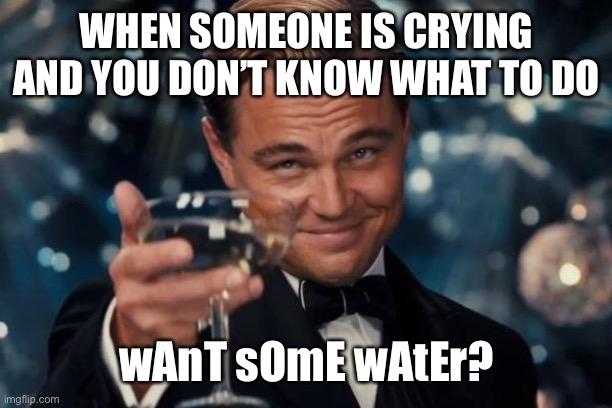 WHEN SOMEONE IS CRYING
AND YOU DON’T KNOW WHAT TO DO
wAnT sOmE wAtEr?
imgflip.com